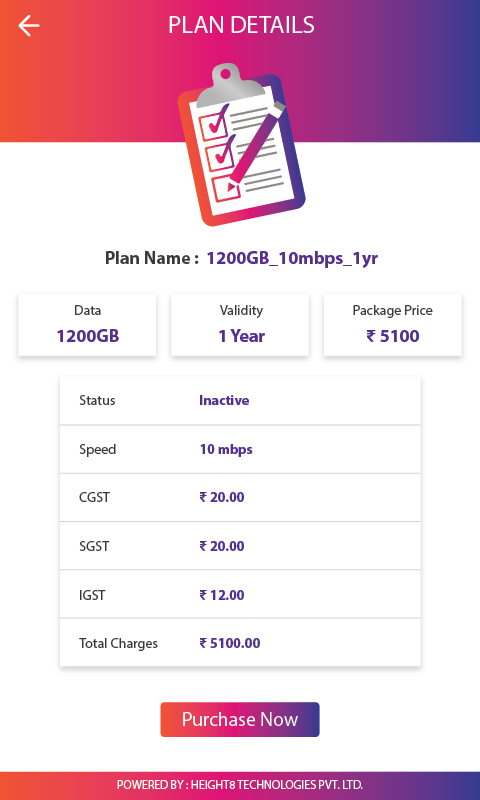 PLAN DETAILS
Plan Name : 1200GB_10mbps_1yr
Data
1200GB
Validity
1 Year
Package Price
₹ 5100
Status Inactive
Speed 10 mbps
CGST ₹ 20.00
SGST ₹ 20.00
IGST ₹ 12.00
Total Charges ₹ 5100.00
Purchase Now
POWERED BY : HEIGHT8 TECHNOLOGIES PVT. LTD.